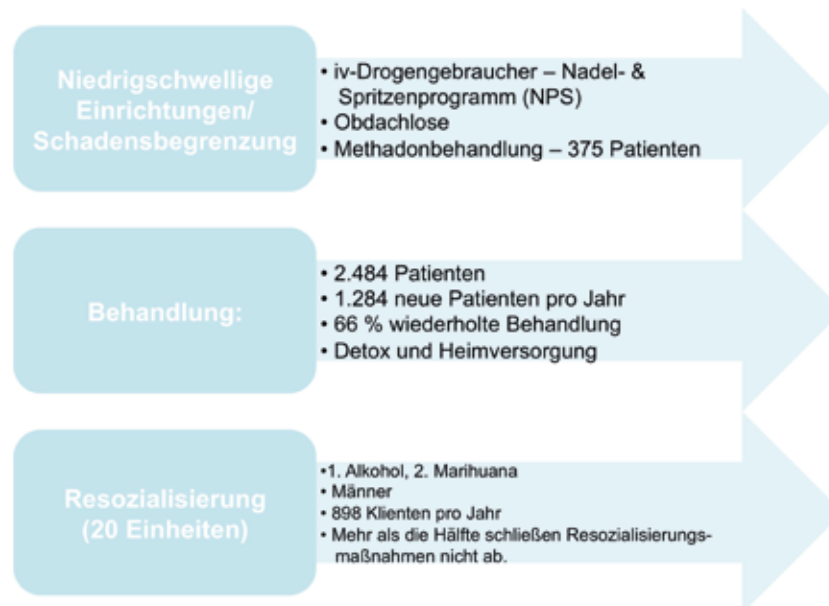 Niedrigschwellige
Einrichtungen/
Schadensbegrenzung
• iv-Drogengebraucher – Nadel- &
Spritzenprogramm (NPS)
• Obdachlose
• Methadonbehandlung – 375 Patienten
Behandlung:
• 2.484 Patienten
• 1.284 neue Patienten pro Jahr
• 66 % wiederholte Behandlung
• Detox und Heimversorgung
Resozialisierung
(20 Einheiten)
•1. Alkohol, 2. Marihuana
• Männer
• 898 Klienten pro Jahr
• Mehr als die Hälfte schließen Resozialisierungs-
maßnahmen nicht ab.